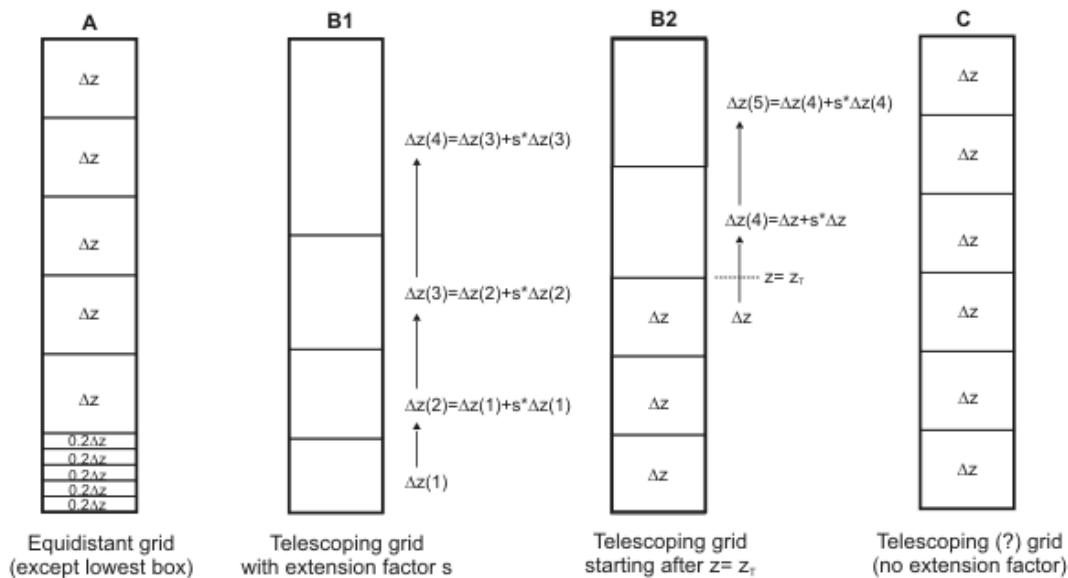 A
Δz
Δz
Δz
Δz
Δz
0.2Δz
0.2Δz
0.2Δz
0.2Δz
0.2Δz
Equidistant grid
(except lowest box)
B1
Δz(4)=Δz(3)+s*Δz(3)
Δz(3)=Δz(2)+s*Δz(2)
Δz(2)=Δz(1)+s*Δz(1)
Δz(1)
Telescoping grid
with extension factor s
B2
Δz(5)=Δz(4)+s*Δz(4)
Δz(4)=Δz+s*Δz
z= z_T
Δz
Δz
Δz
Δz
Telescoping grid
starting after z= z_T
C
Δz
Δz
Δz
Δz
Δz
Δz
Telescoping (?) grid
(no extension factor)